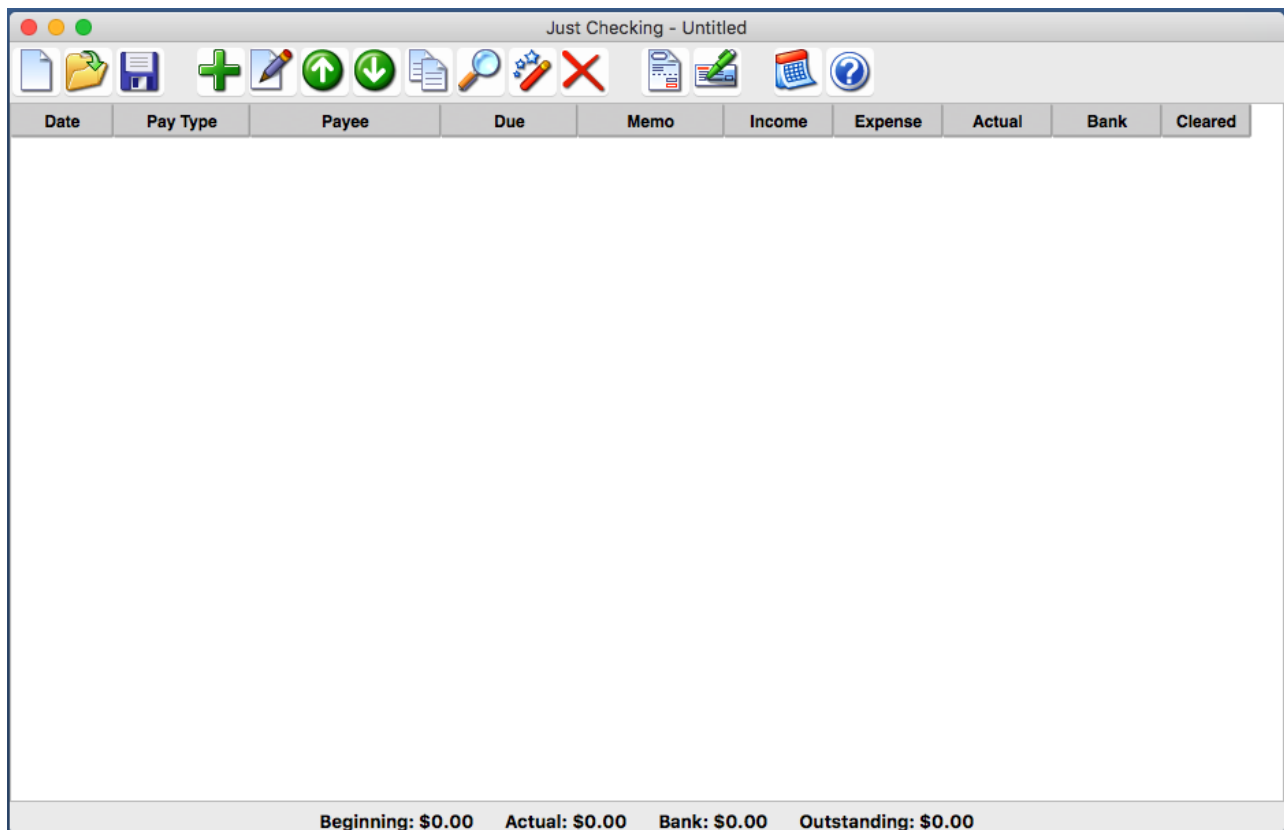 Just Checking - Untitled
Date Pay Type Payee Due Memo Income Expense Actual Bank Cleared
Beginning: $0.00 Actual: $0.00 Bank: $0.00 Outstanding: $0.00